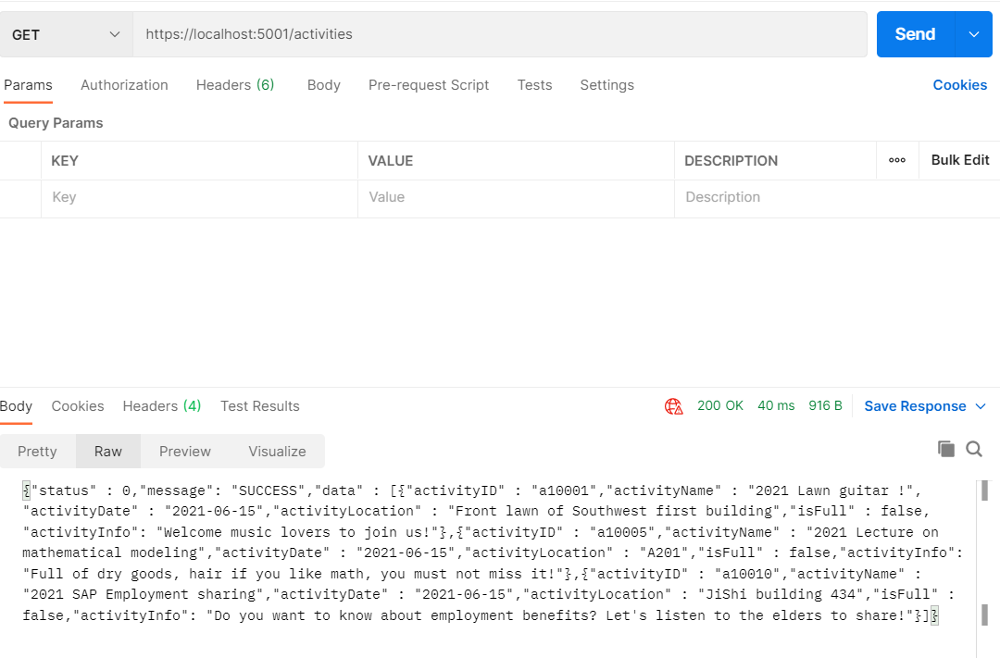 GET https://localhost:5001/activities Send
Params Authorization Headers (6) Body Pre-request Script Tests Settings Cookies
Query Params
KEY VALUE DESCRIPTION Bulk Edit
Key Value Description
Body Cookies Headers (4) Test Results 200 OK 40 ms 916 B Save Response
Pretty Raw Preview Visualize
{"status" : 0,"message": "SUCCESS","data" : [{"activityID" : "a10001","activityName" : "2021 Lawn guitar !",
"activityDate" : "2021-06-15","activityLocation" : "Front lawn of Southwest first building","isFull" : false,
"activityInfo": "Welcome music lovers to join us!"},{"activityID" : "a10005","activityName" : "2021 Lecture on
mathematical modeling","activityDate" : "2021-06-15","activityLocation" : "A201","isFull" : false,"activityInfo":
"Full of dry goods, hair if you like math, you must not miss it!"},{"activityID" : "a10010","activityName" :
"2021 SAP Employment sharing","activityDate" : "2021-06-15","activityLocation" : "JiShi building 434","isFull" :
false,"activityInfo": "Do you want to know about employment benefits? Let's listen to the elders to share!"}]}